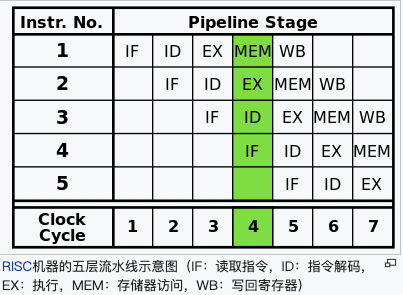 Instr. No. Pipeline Stage
1 IF ID EX MEM WB
2 IF ID EX MEM WB
3 IF ID EX MEM WB
4 IF ID EX MEM
5 IF ID EX
Clock
Cycle 1 2 3 4 5 6 7
RISC机器的五层流水线示意图（IF：读取指令，ID：指令解码，
EX：执行，MEM：存储器访问，WB：写回寄存器）